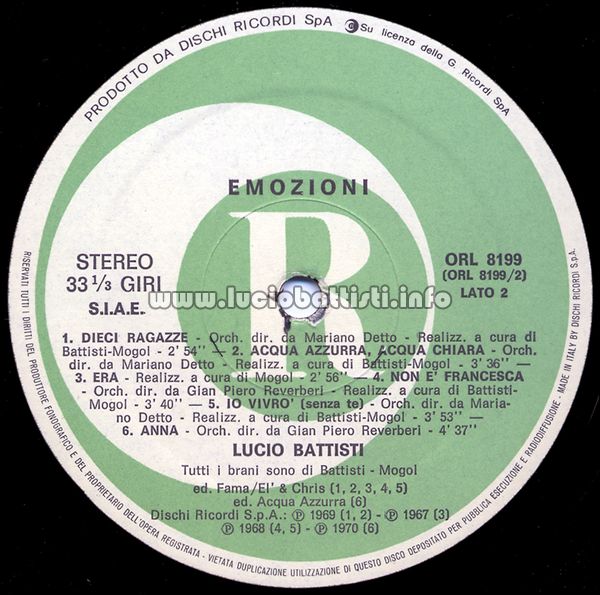 PRODOTTO DA DISCHI RICORDI SpA
Su licenza della G. Ricordi SpA
EMOZIONI
R
STEREO
33 1/3 GIRI
S.I.A.E.
ORL 8199
(ORL 8199/2)
LATO 2
www.luciobattisti.info
1. DIECI RAGAZZE - Orch. dir. da Mariano Detto - Realizz. a cura di
Battisti-Mogol - 2' 54'' — 2. ACQUA AZZURRA, ACQUA CHIARA - Orch.
dir. da Mariano Detto - Realizz. a cura di Battisti-Mogol - 3' 36'' —
3. ERA - Realizz. a cura di Mogol - 2' 56'' — 4. NON E' FRANCESCA
- Orch. dir. da Gian Piero Reverberi - Realizz. a cura di Battisti-
Mogol - 3' 40'' — 5. IO VIVRO' (senza te) - Orch. dir. da Maria-
no Detto - Realizz. a cura di Battisti-Mogol - 3' 53'' —
6. ANNA - Orch. dir. da Gian Piero Reverberi - 4' 37''
LUCIO BATTISTI
Tutti i brani sono di Battisti - Mogol
ed. Fama/El' & Chris (1, 2, 3, 4, 5)
ed. Acqua Azzurra (6)
Dischi Ricordi S.p.A.: Ⓟ 1969 (1, 2) - Ⓟ 1967 (3)
Ⓟ 1968 (4, 5) - Ⓟ 1970 (6)
RISERVATI TUTTI I DIRITTI DEL PRODUTTORE FONOGRAFICO E DEL PROPRIETARIO DELL'OPERA REGISTRATA - VIETATA DUPLICAZIONE UTILIZZAZIONE DI QUESTO DISCO DEPOSITATO PER PUBBLICA ESECUZIONE E RADIODIFFUSIONE - MADE IN ITALY BY DISCHI RICORDI S.p.A.